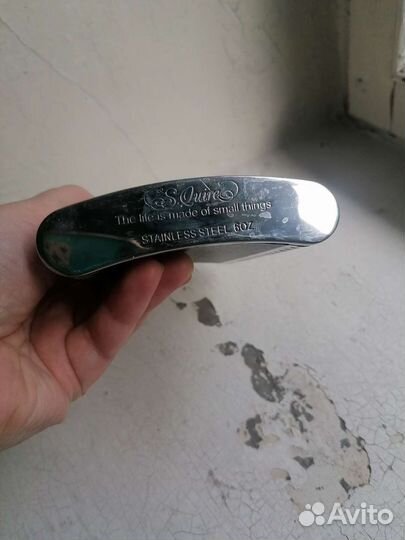 S.Quire
The life is made of small things
STAINLESS STEEL 6OZ
Avito